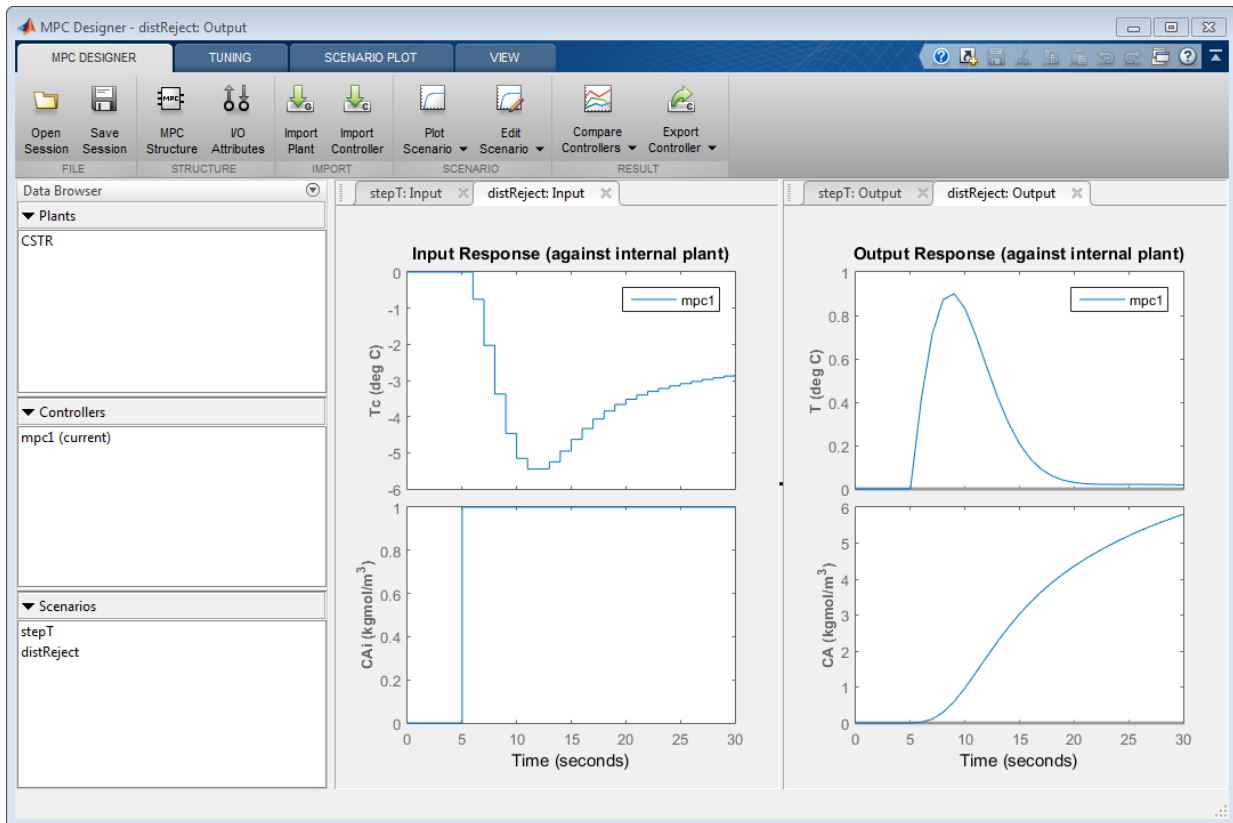 MPC Designer - distReject: Output
MPC DESIGNER TUNING SCENARIO PLOT VIEW
Open Session
Save Session
MPC Structure
I/O Attributes
Import Plant
Import Controller
Plot Scenario
Edit Scenario
Compare Controllers
Export Controller
FILE STRUCTURE IMPORT SCENARIO RESULT
Data Browser
Plants
CSTR
Controllers
mpc1 (current)
Scenarios
stepT
distReject
stepT: Input distReject: Input
Input Response (against internal plant)
mpc1
Tc (deg C)
0
-1
-2
-3
-4
-5
-6
CAi (kgmol/m³)
1
0.8
0.6
0.4
0.2
0
0 5 10 15 20 25 30
Time (seconds)
stepT: Output distReject: Output
Output Response (against internal plant)
mpc1
T (deg C)
1
0.8
0.6
0.4
0.2
0
CA (kgmol/m³)
6
5
4
3
2
1
0
0 5 10 15 20 25 30
Time (seconds)